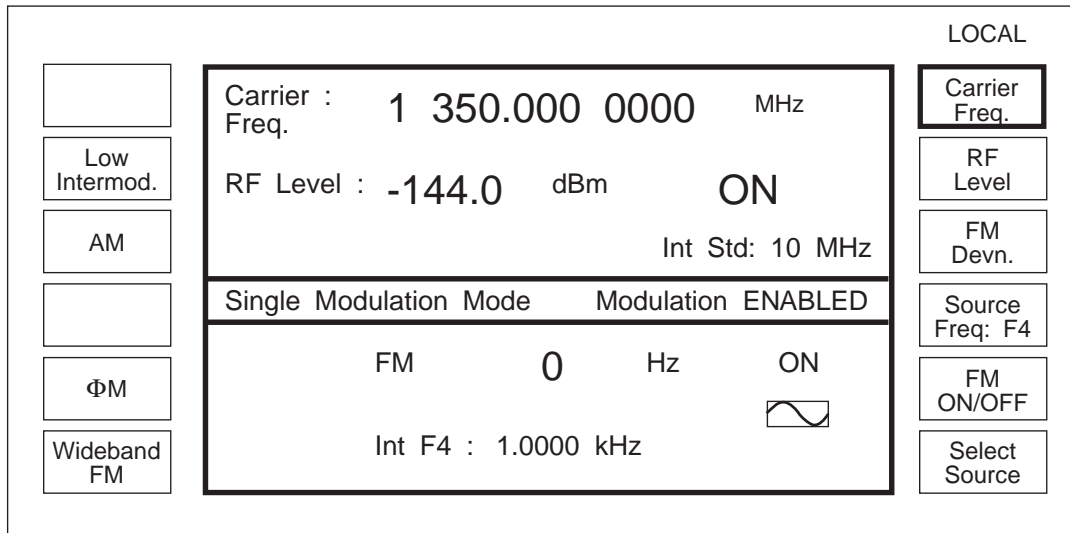 LOCAL
Low
Intermod.
AM
ΦM
Wideband
FM
Carrier :
Freq.
1 350.000 0000 MHz
RF Level : -144.0 dBm ON
Int Std: 10 MHz
Single Modulation Mode Modulation ENABLED
FM 0 Hz ON
Int F4 : 1.0000 kHz
Carrier
Freq.
RF
Level
FM
Devn.
Source
Freq: F4
FM
ON/OFF
Select
Source